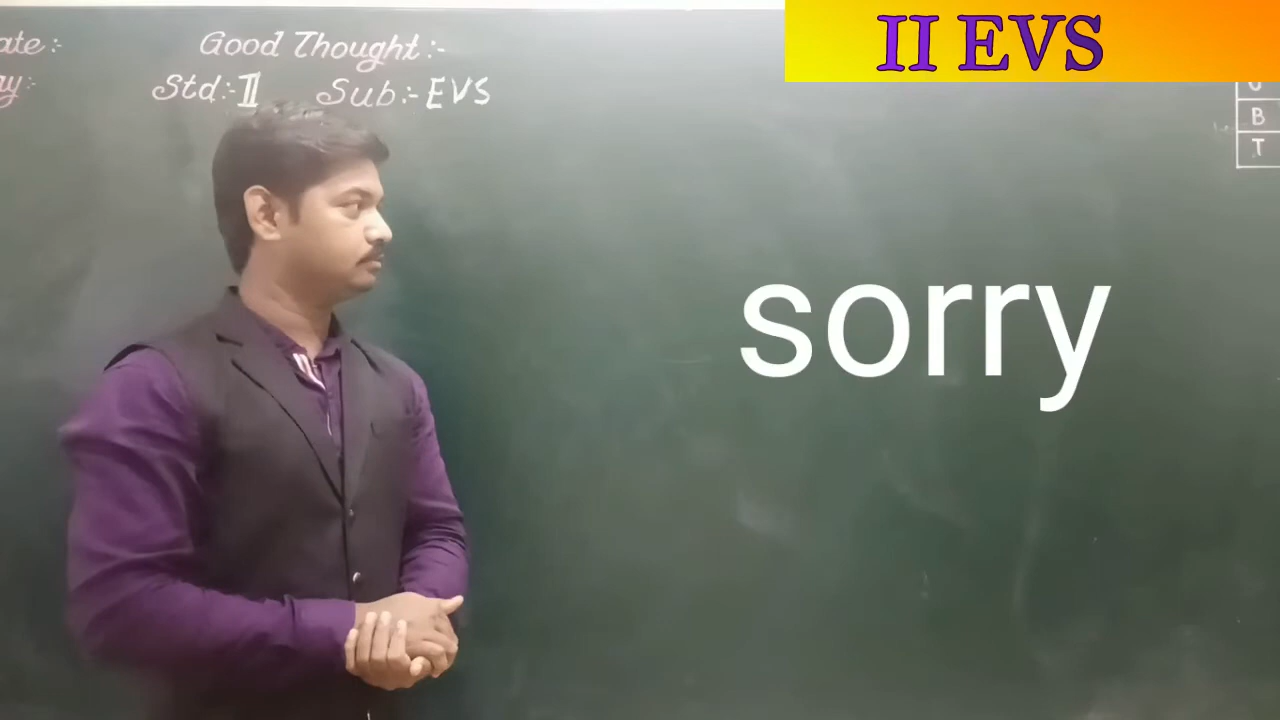 II EVS
ate:-
Good Thought:-
ay:-
Std:-II Sub:-EVS
B
T
sorry